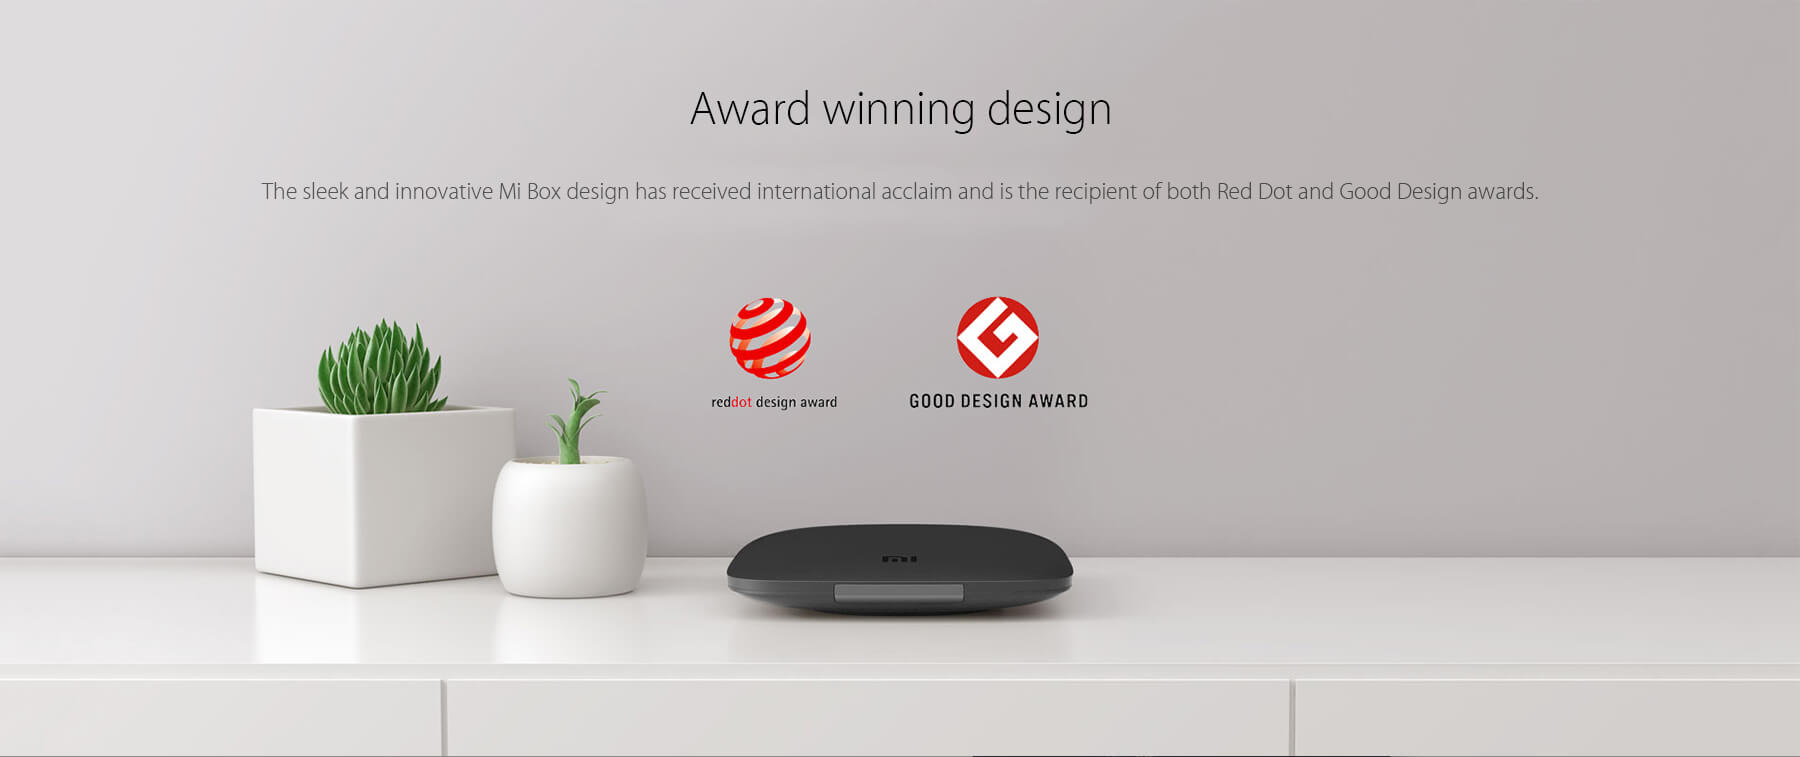 Award winning design
The sleek and innovative Mi Box design has received international acclaim and is the recipient of both Red Dot and Good Design awards.
reddot design award
GOOD DESIGN AWARD
MI